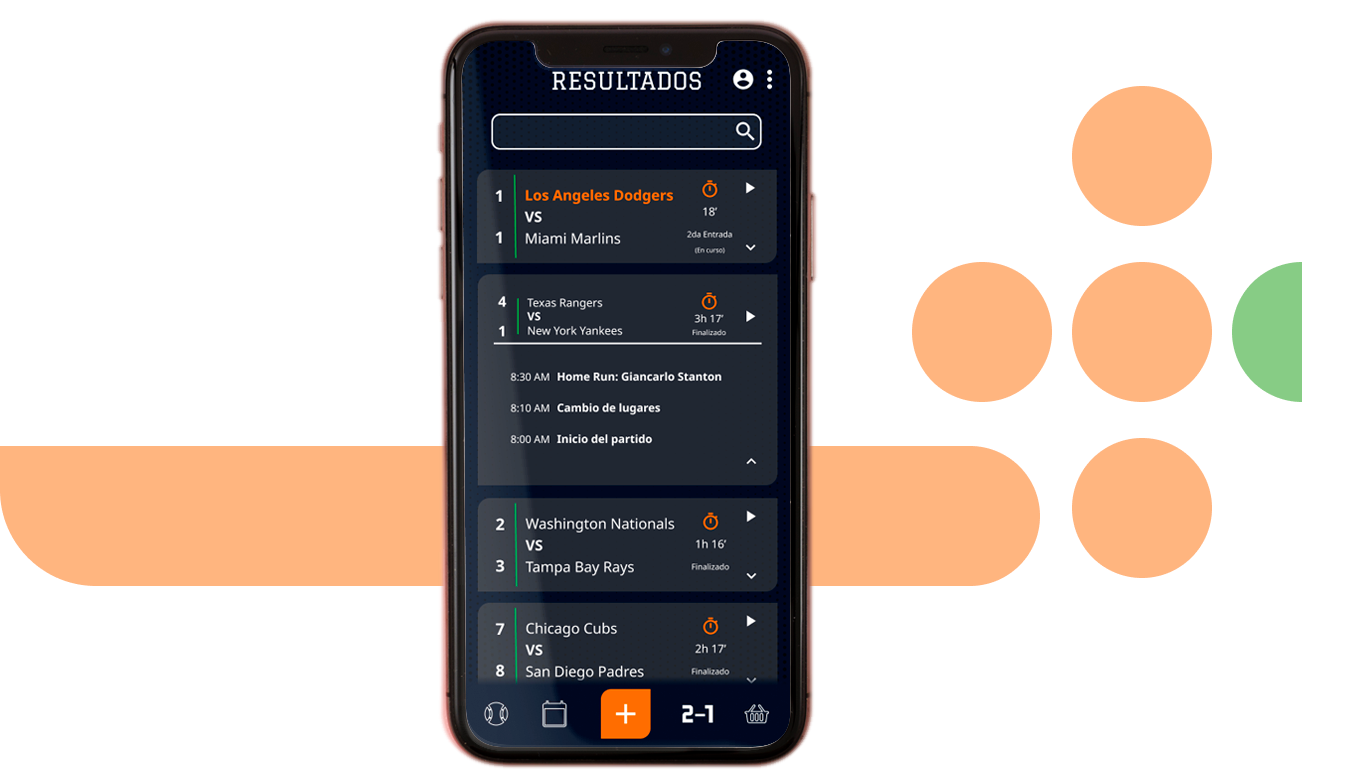 RESULTADOS
1 Los Angeles Dodgers
VS
1 Miami Marlins
18'
2da Entrada
(En curso)
4 Texas Rangers
VS
1 New York Yankees
3h 17'
Finalizado
8:30 AM Home Run: Giancarlo Stanton
8:10 AM Cambio de lugares
8:00 AM Inicio del partido
2 Washington Nationals
VS
3 Tampa Bay Rays
1h 16'
Finalizado
7 Chicago Cubs
VS
8 San Diego Padres
2h 17'
Finalizado
2-1